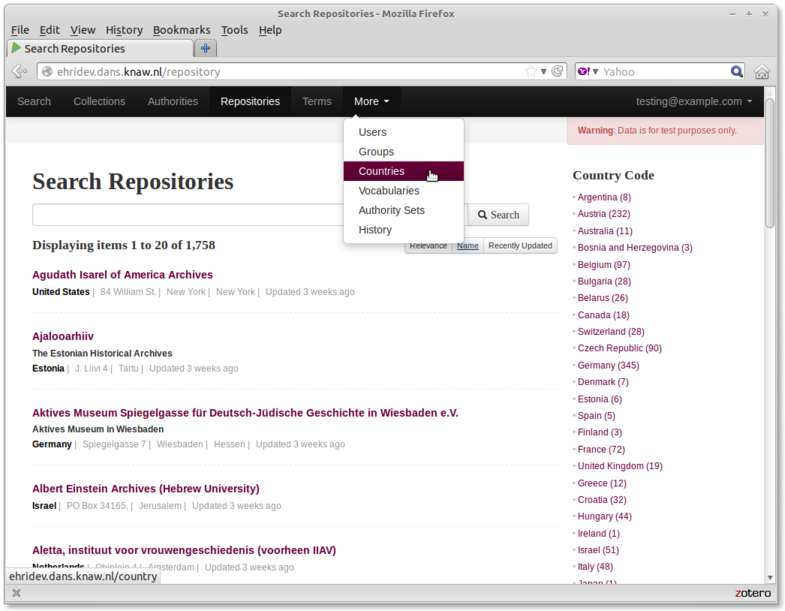 Search Repositories - Mozilla Firefox
File Edit View History Bookmarks Tools Help
Search Repositories
ehridev.dans.knaw.nl/repository
Yahoo
Search Collections Authorities Repositories Terms More testing@example.com
Users
Groups
Countries
Vocabularies
Authority Sets
History
Warning: Data is for test purposes only.
Search Repositories
Search
Displaying items 1 to 20 of 1,758
Relevance Name Recently Updated
Agudath Isarel of America Archives
United States | 84 William St. | New York | New York | Updated 3 weeks ago
Ajalooarhiiv
The Estonian Historical Archives
Estonia | J. Liivi 4 | Tartu | Updated 3 weeks ago
Aktives Museum Spiegelgasse für Deutsch-Jüdische Geschichte in Wiesbaden e.V.
Aktives Museum in Wiesbaden
Germany | Spiegelgasse 7 | Wiesbaden | Hessen | Updated 3 weeks ago
Albert Einstein Archives (Hebrew University)
Israel | PO Box 34165, | Jerusalem | Updated 3 weeks ago
Aletta, instituut voor vrouwengeschiedenis (voorheen IIAV)
Netherlands | Obiplein 4 | Amsterdam | Updated 3 weeks ago
Country Code
Argentina (8)
Austria (232)
Australia (11)
Bosnia and Herzegovina (3)
Belgium (97)
Bulgaria (28)
Belarus (26)
Canada (18)
Switzerland (28)
Czech Republic (90)
Germany (345)
Denmark (7)
Estonia (6)
Spain (5)
Finland (3)
France (72)
United Kingdom (19)
Greece (12)
Croatia (32)
Hungary (44)
Ireland (1)
Israel (51)
Italy (48)
Japan (1)
ehridev.dans.knaw.nl/country
zotero